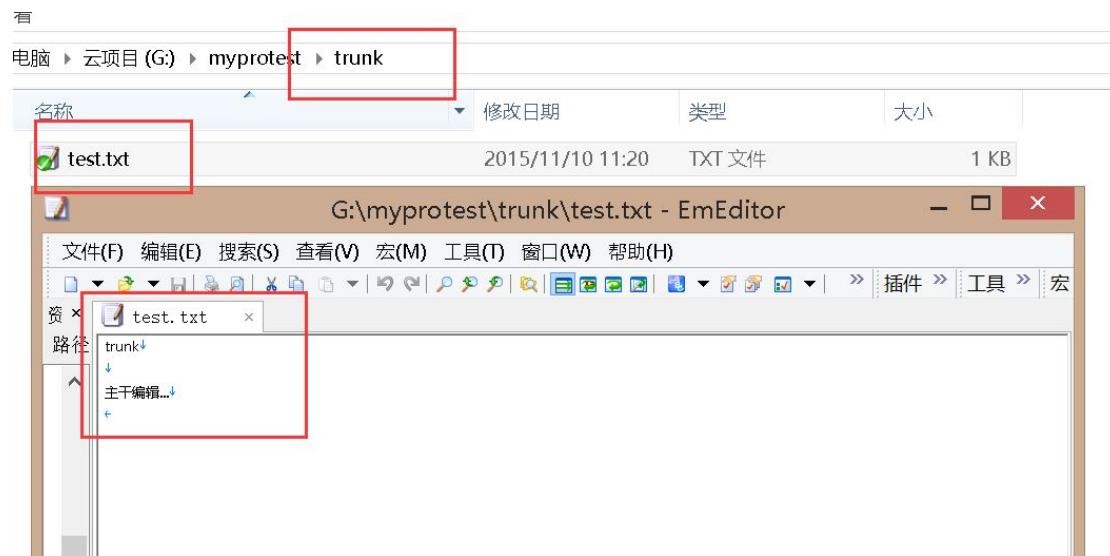 看
电脑 ▸ 云项目 (G:) ▸ myprotest ▸ trunk
名称 修改日期 类型 大小
test.txt 2015/11/10 11:20 TXT 文件 1 KB
G:\myprotest\trunk\test.txt - EmEditor
文件(F) 编辑(E) 搜索(S) 查看(V) 宏(M) 工具(T) 窗口(W) 帮助(H)
» 插件 » 工具 » 宏
资 × test.txt ×
路径
trunk↓
↓
主干编辑...↓
←